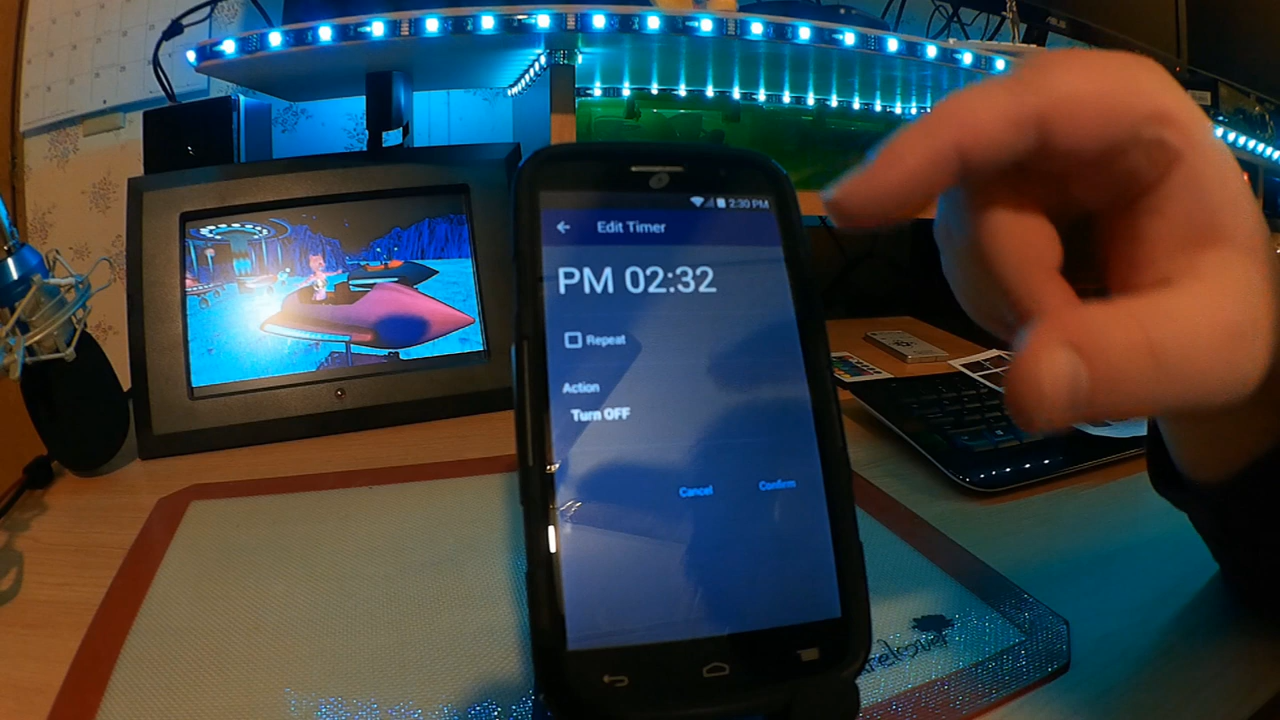 2:30 PM
Edit Timer
PM 02:32
Repeat
Action
Turn OFF
Cancel
Confirm